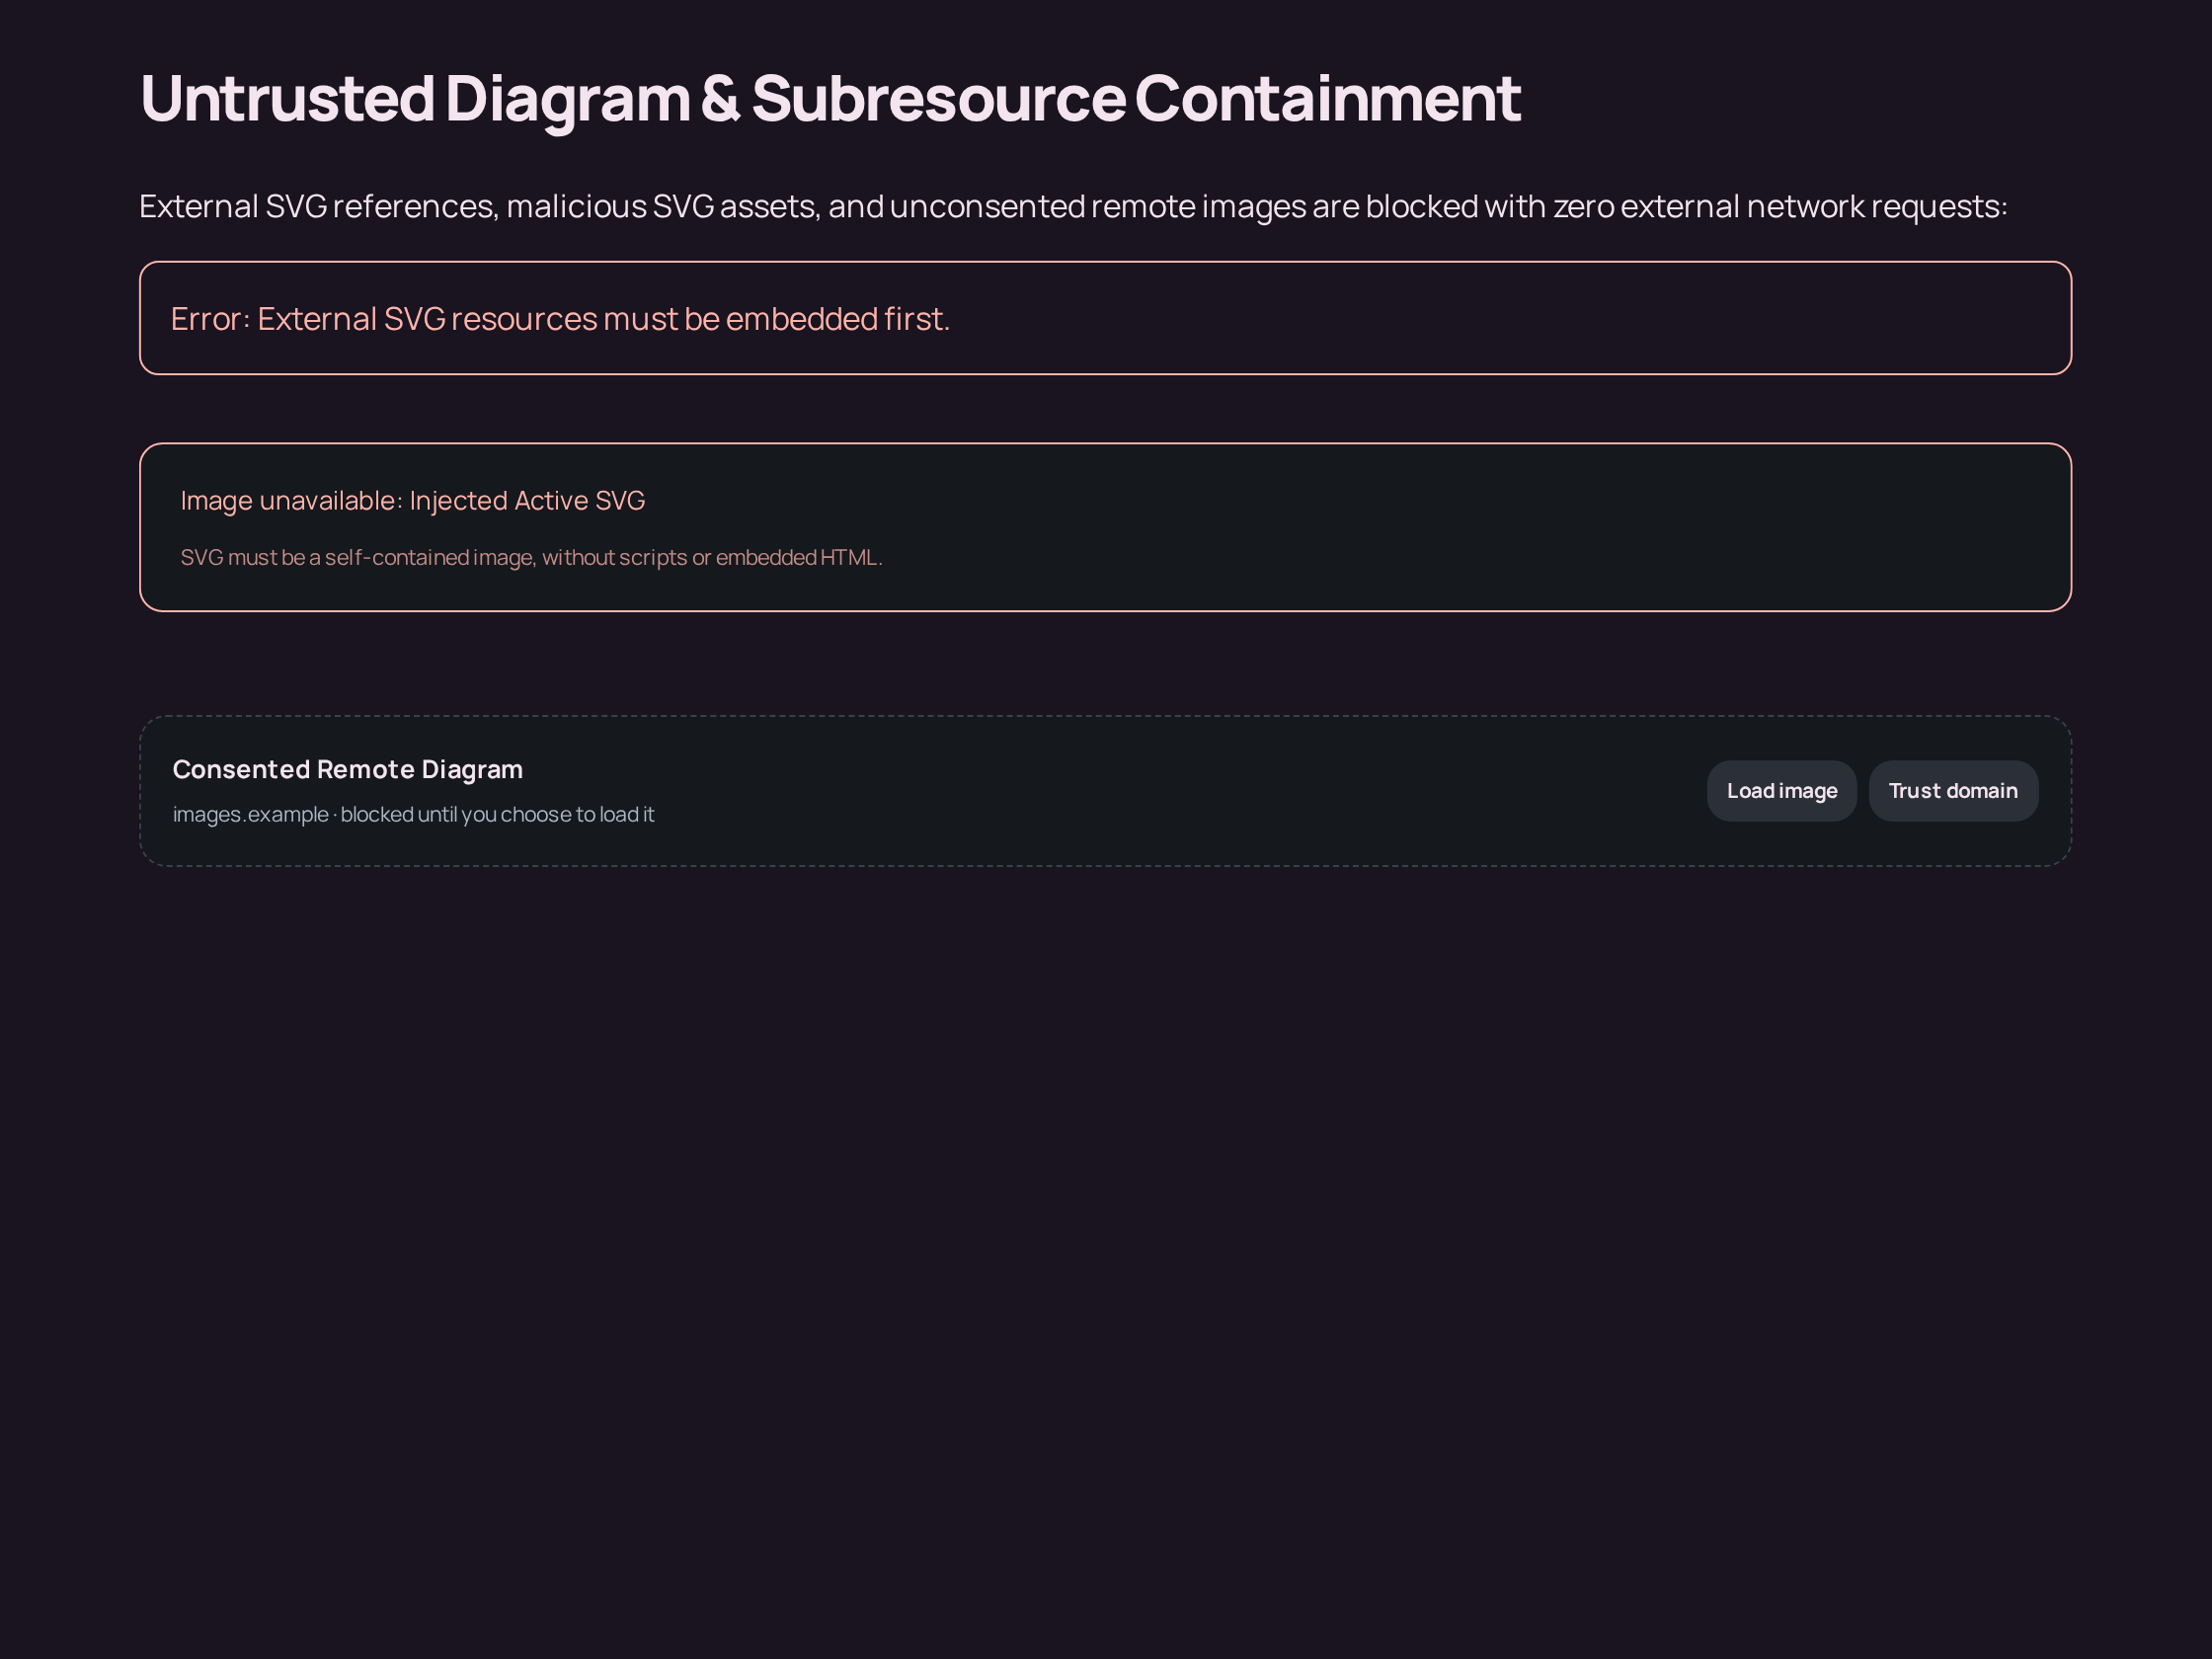 Untrusted Diagram & Subresource Containment
External SVG references, malicious SVG assets, and unconsented remote images are blocked with zero external network requests:
Error: External SVG resources must be embedded first.
Image unavailable: Injected Active SVG
SVG must be a self-contained image, without scripts or embedded HTML.
Consented Remote Diagram
images.example · blocked until you choose to load it
Load image
Trust domain